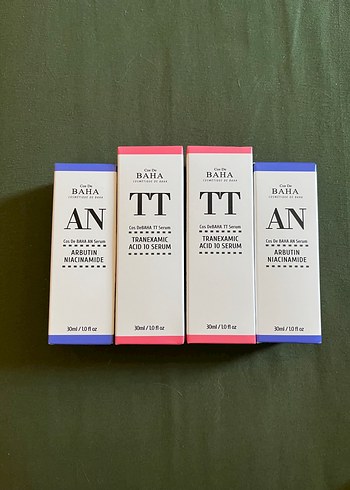 Cos De
BAHA
COSMETIQUE DE BAHA
AN
Cos De BAHA AN Serum
ARBUTIN
NIACINAMIDE
30ml / 1.0 fl oz
Cos De
BAHA
COSMETIQUE DE BAHA
TT
Cos DeBAHA TT Serum
TRANEXAMIC
ACID 10 SERUM
30ml / 1.0 fl oz
Cos De
BAHA
COSMETIQUE DE BAHA
TT
Cos DeBAHA TT Serum
TRANEXAMIC
ACID 10 SERUM
30ml / 1.0 fl oz
Cos De
BAHA
COSMETIQUE DE BAHA
AN
Cos De BAHA AN Serum
ARBUTIN
NIACINAMIDE
30ml / 1.0 fl oz